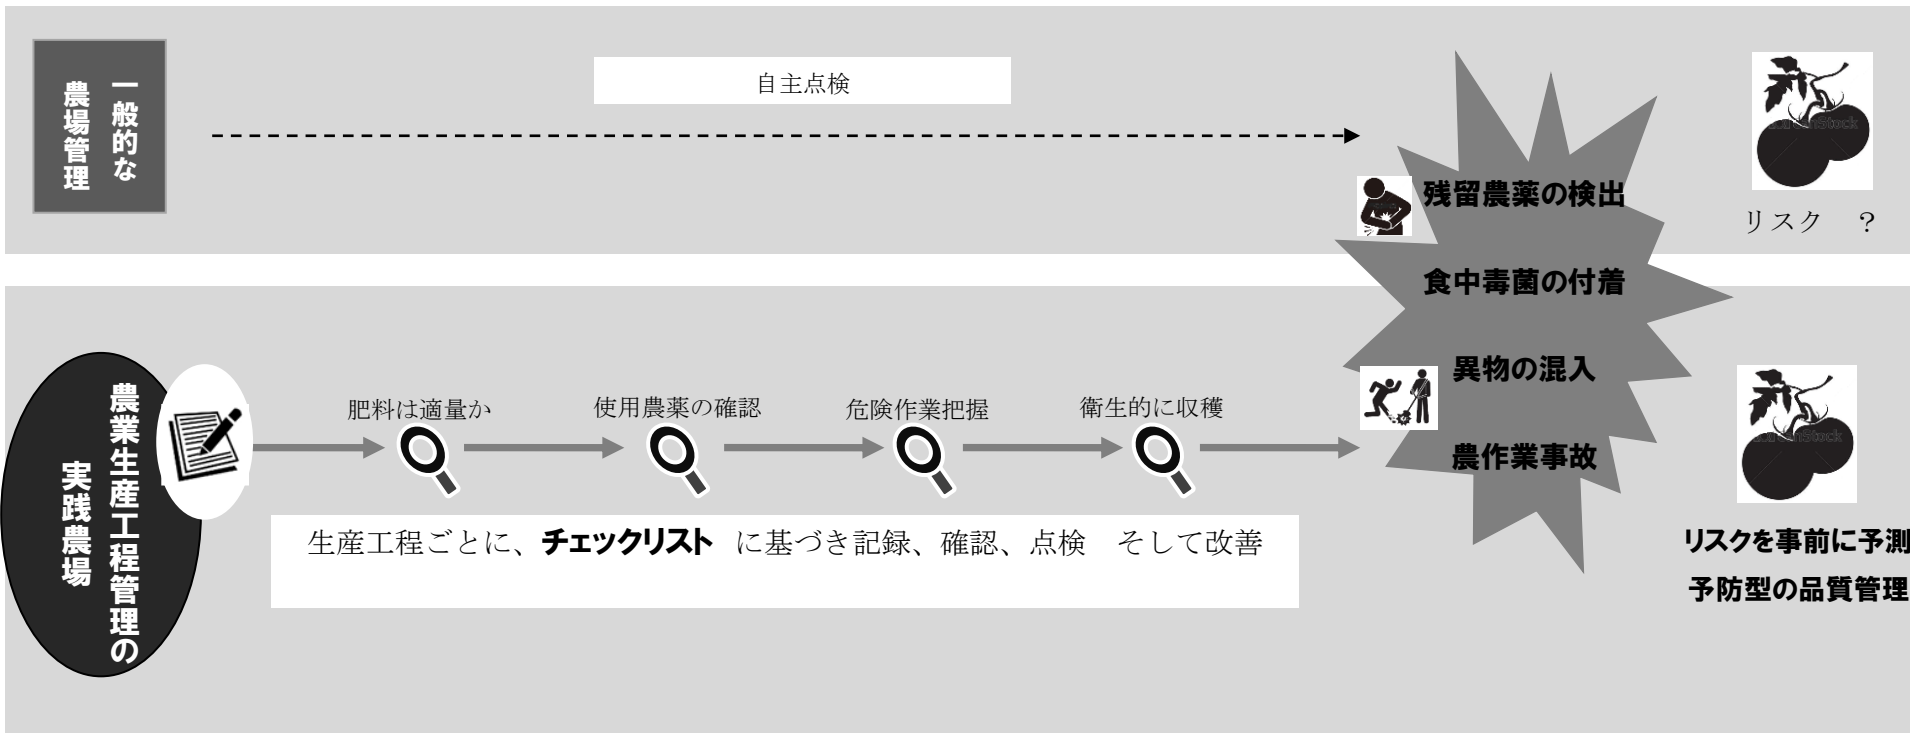 一般的な
農場管理
自主点検
リスク　？
残留農薬の検出
食中毒菌の付着
異物の混入
農作業事故
農業生産工程管理の
実践農場
肥料は適量か
使用農薬の確認
危険作業把握
衛生的に収穫
生産工程ごとに、チェックリスト　に基づき記録、確認、点検　そして改善
リスクを事前に予測
予防型の品質管理